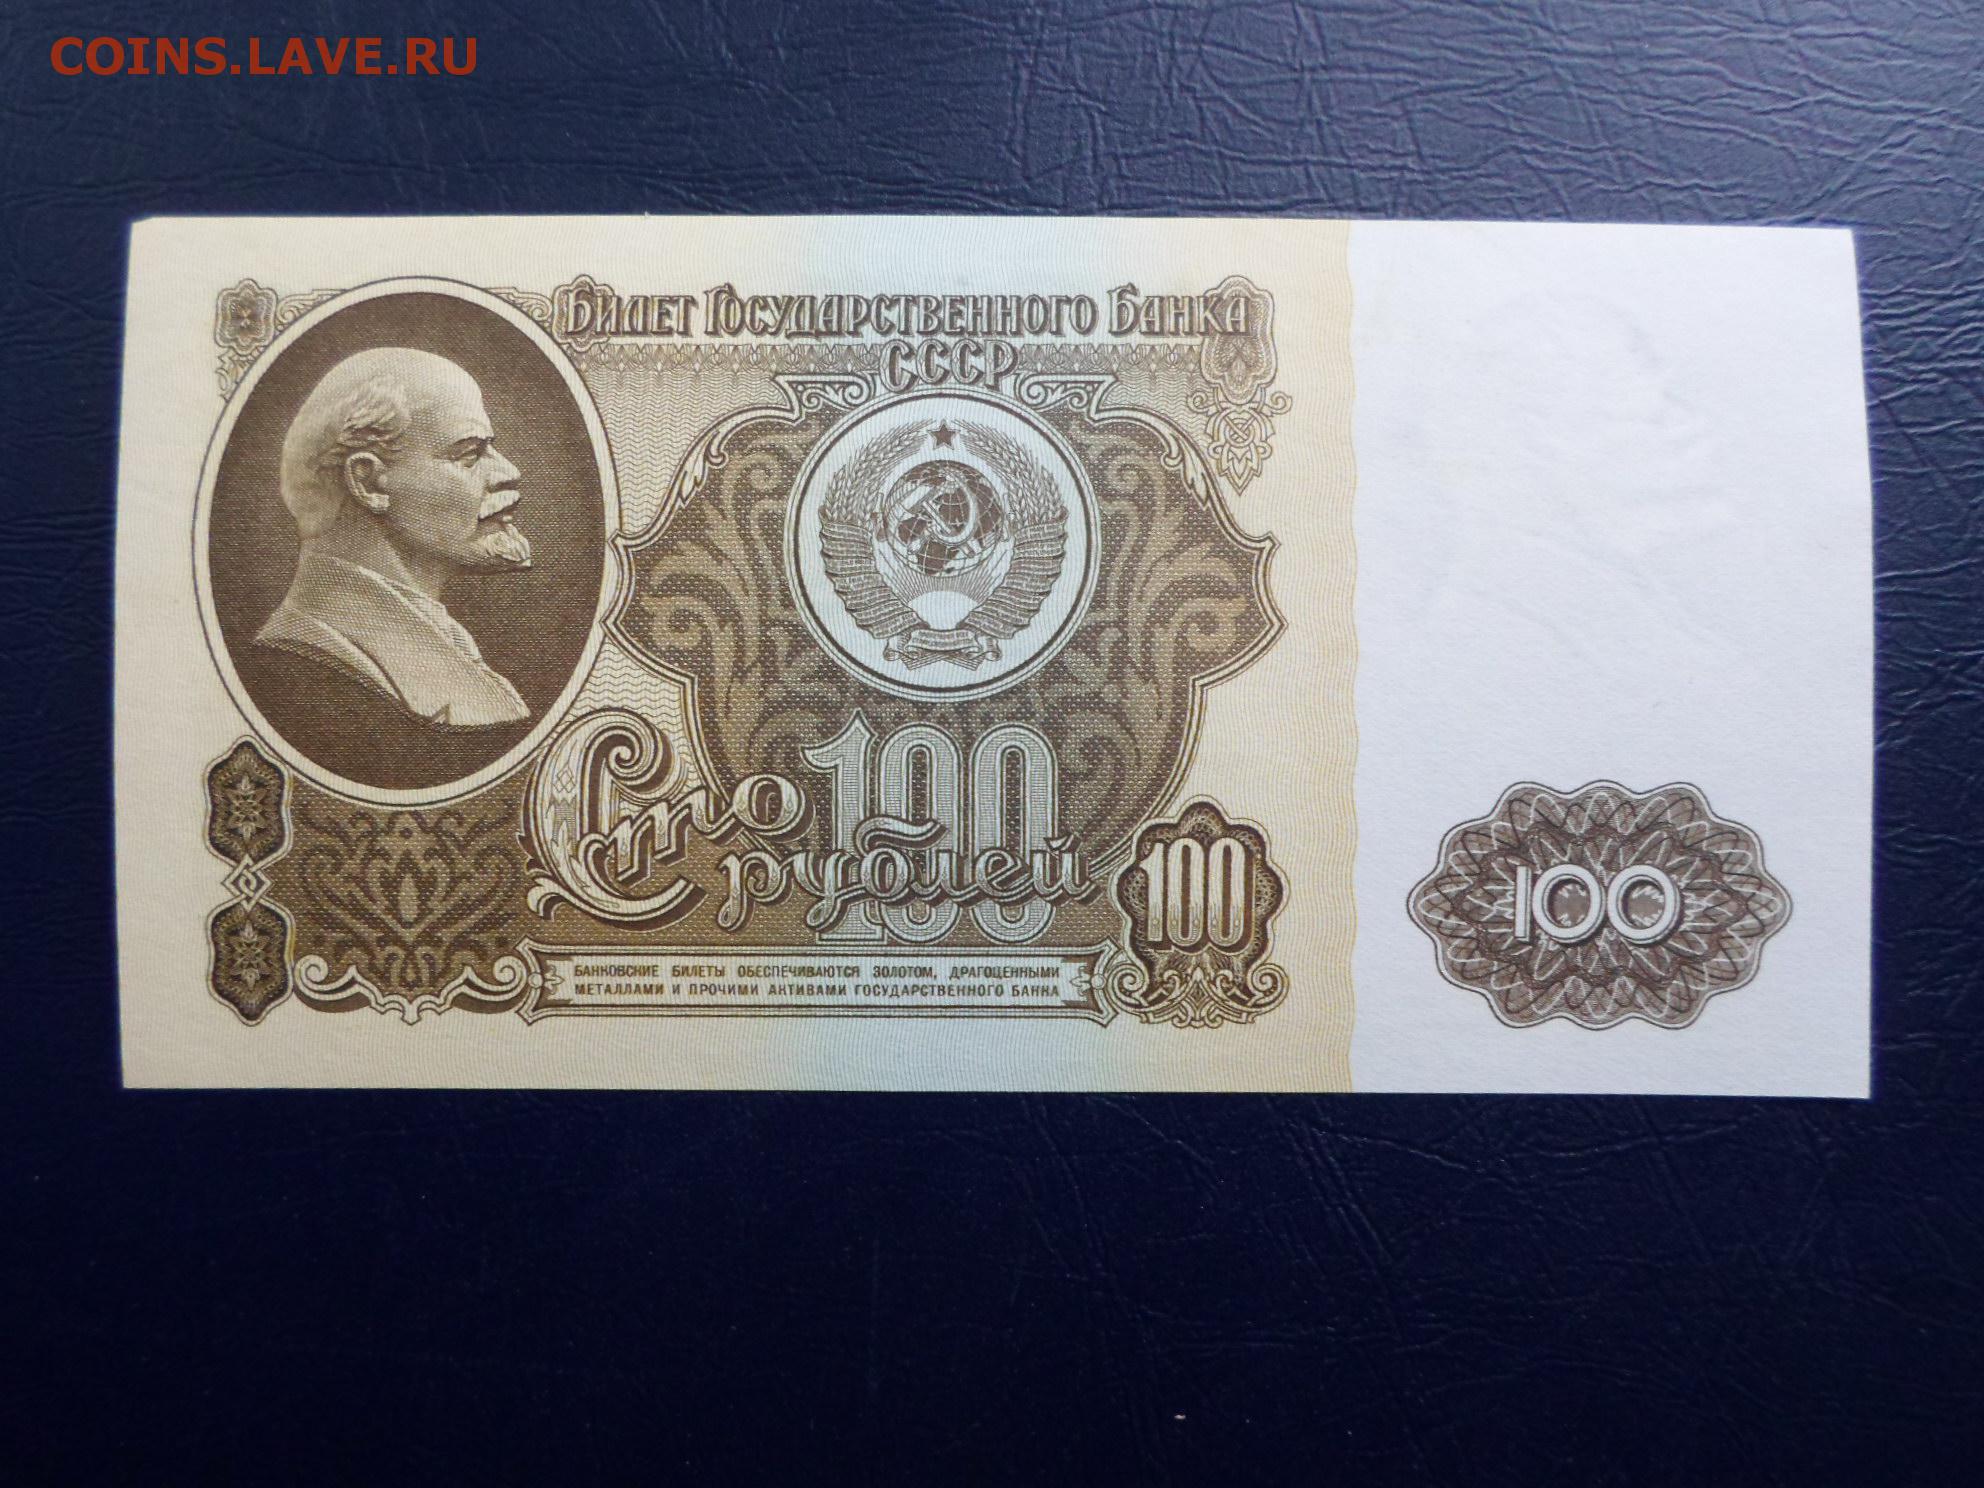 COINS.LAVE.RU
Билет Государственного Банка
СССР
100
Сто
рублей
100
100
БАНКОВСКИЕ БИЛЕТЫ ОБЕСПЕЧИВАЮТСЯ ЗОЛОТОМ, ДРАГОЦЕННЫМИ
МЕТАЛЛАМИ И ПРОЧИМИ АКТИВАМИ ГОСУДАРСТВЕННОГО БАНКА